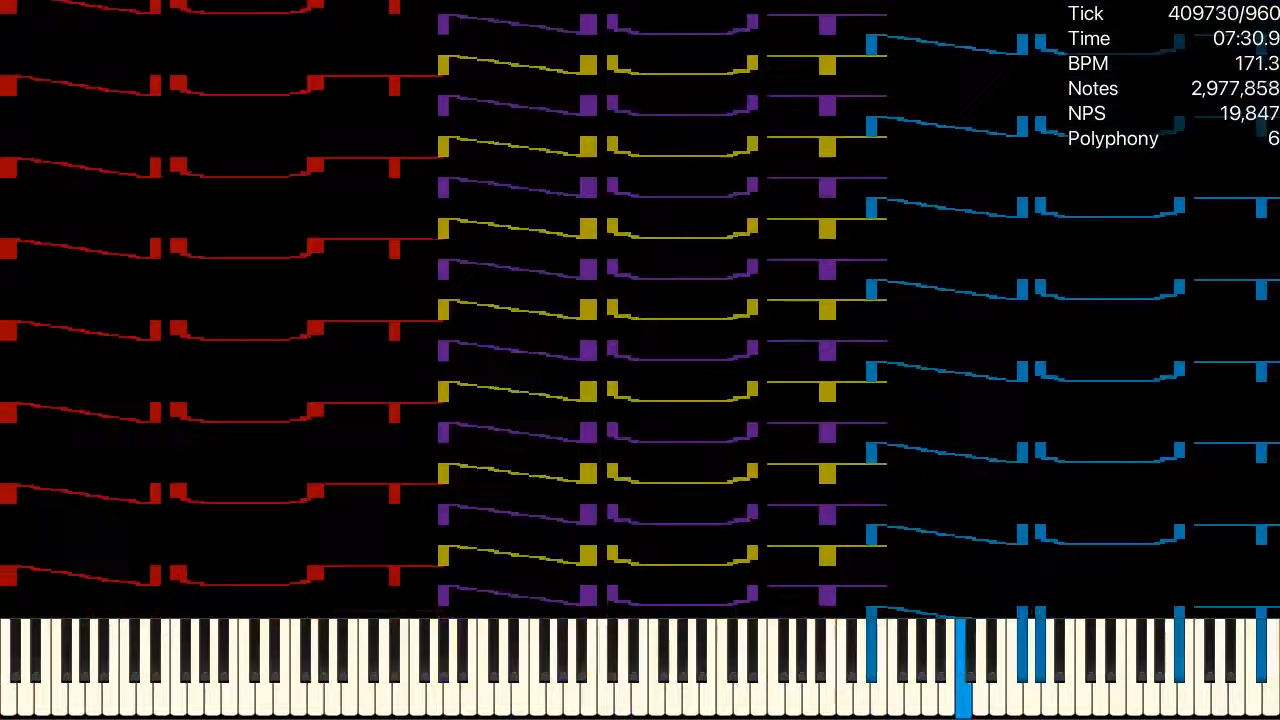 Tick 409730/960
Time 07:30.9
BPM 171.3
Notes 2,977,858
NPS 19,847
Polyphony 6